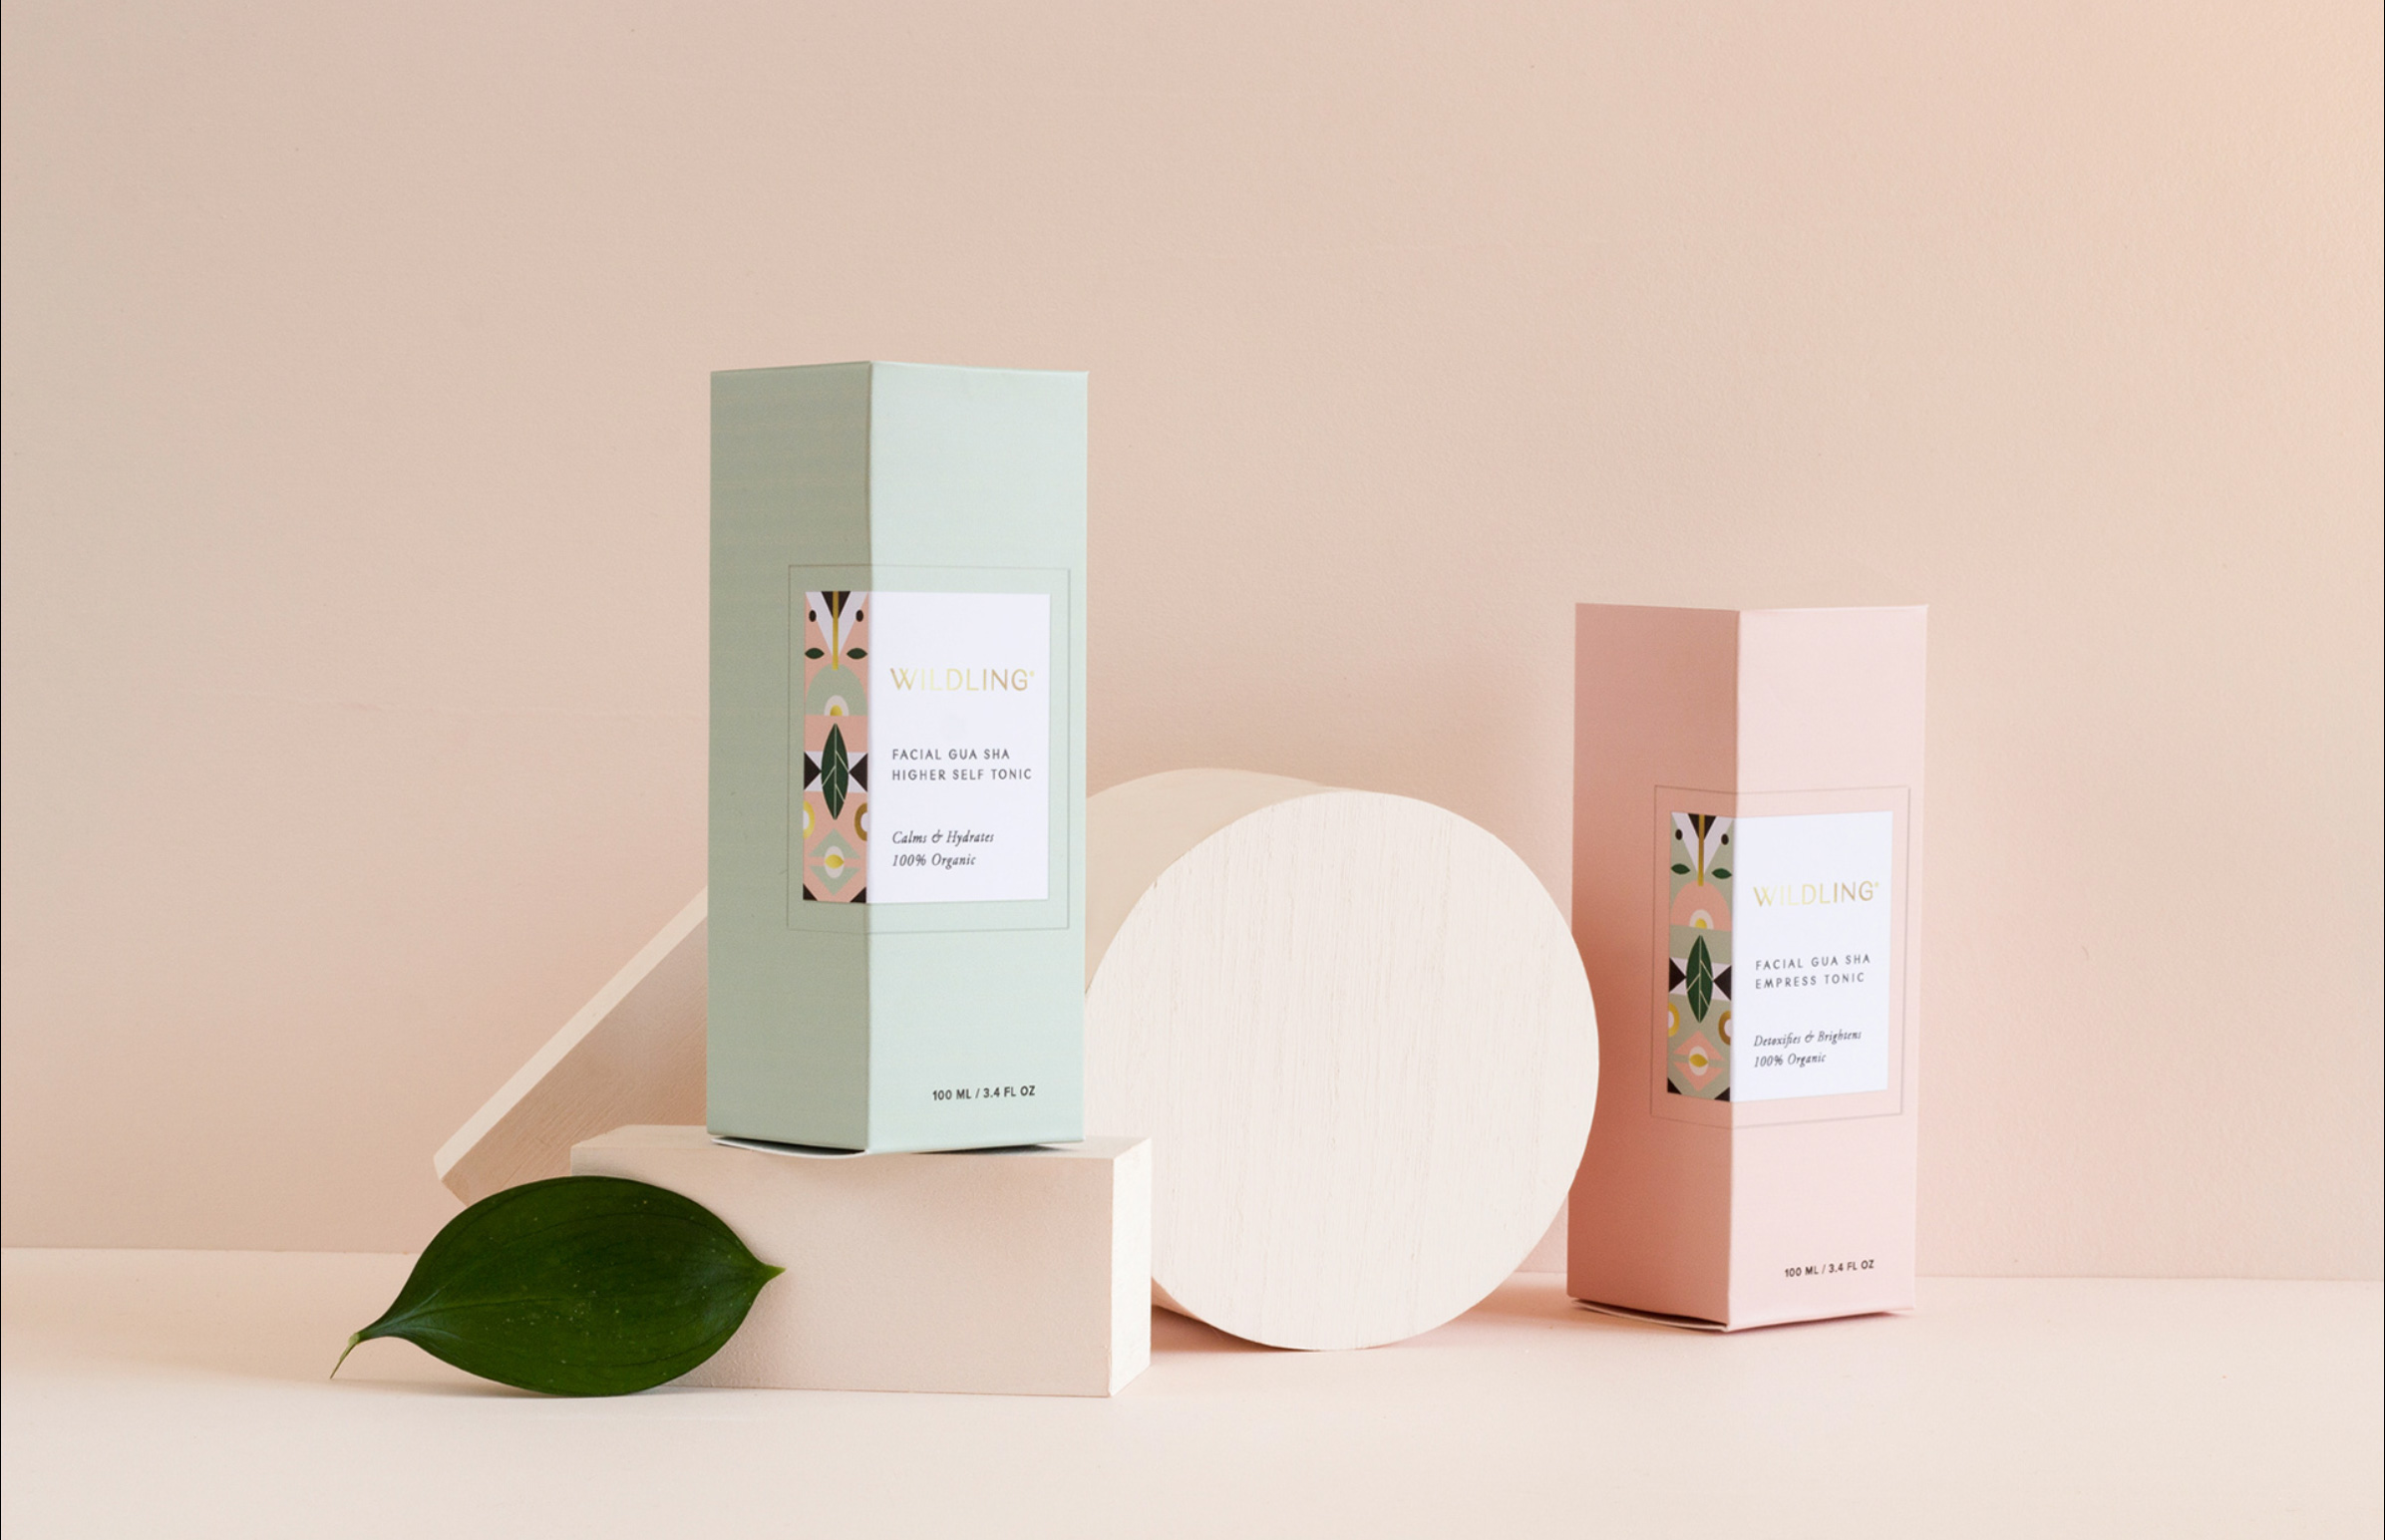 WILDLING®
FACIAL GUA SHA
HIGHER SELF TONIC
Calms & Hydrates
100% Organic
100 ML / 3.4 FL OZ
WILDLING®
FACIAL GUA SHA
EMPRESS TONIC
Detoxifies & Brightens
100% Organic
100 ML / 3.4 FL OZ